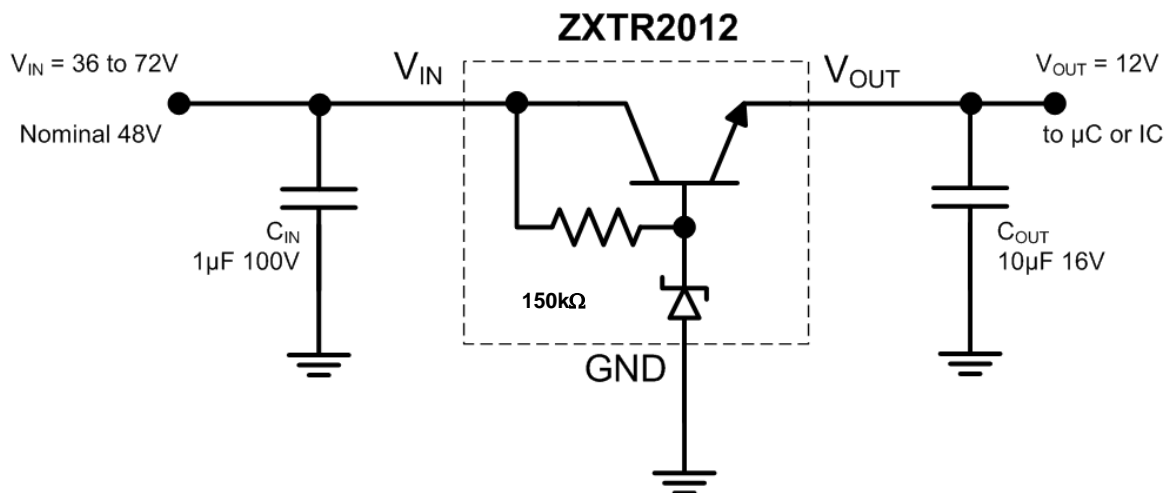 ZXTR2012
V_IN = 36 to 72V
V_IN
V_OUT
V_OUT = 12V
Nominal 48V
to µC or IC
C_IN
1µF 100V
150kΩ
C_OUT
10µF 16V
GND